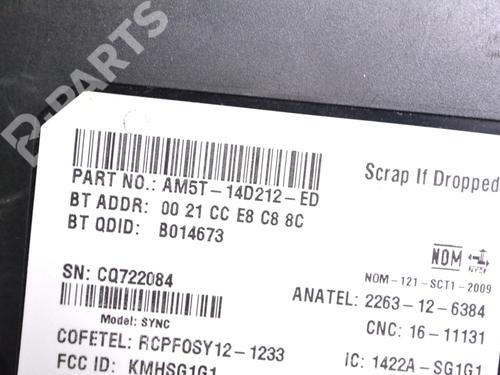 B-PARTS
PART NO.: AM5T-14D212-ED
Scrap If Dropped
BT ADDR: 00 21 CC E8 C8 8C
BT QDID: B014673
NOM NYCE
SN: CQ722084
NOM-121-SCT1-2009
ANATEL: 2263-12-6384
Model: SYNC
CNC: 16-11131
COFETEL: RCPFOSY12-1233
IC: 1422A-SG1G1
FCC ID: KMHSG1G1